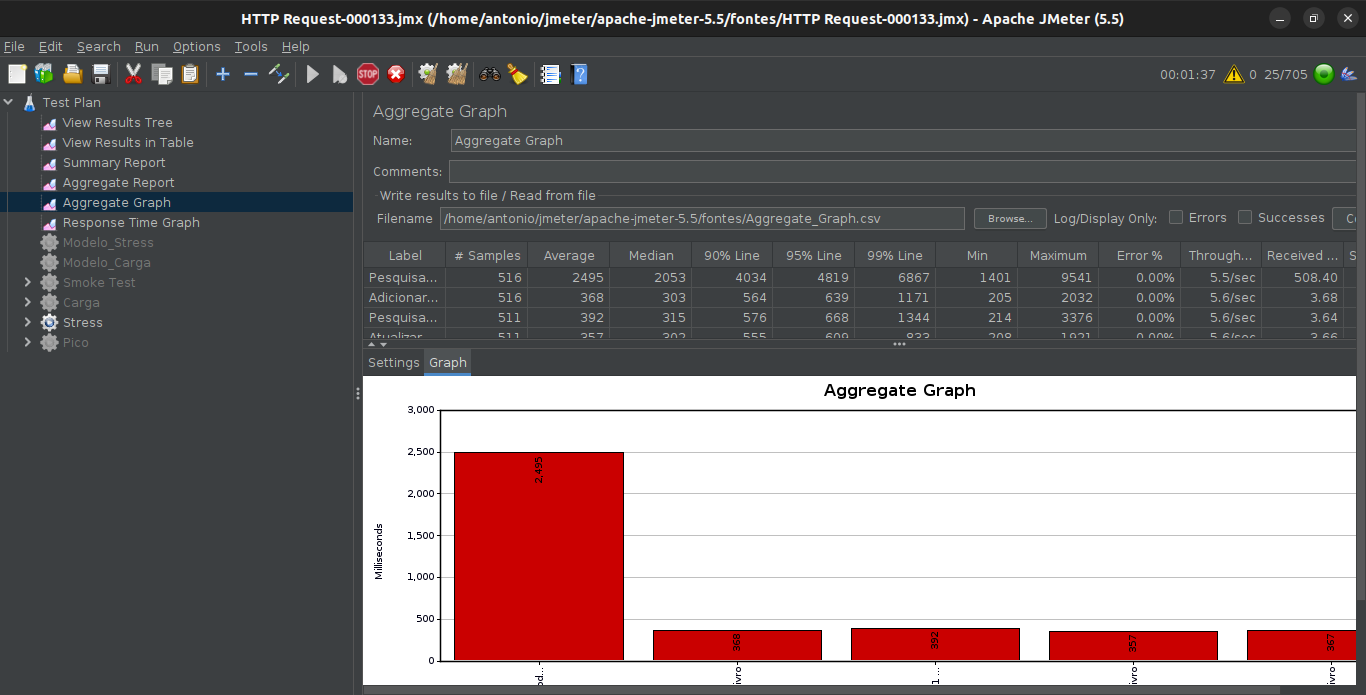 HTTP Request-000133.jmx (/home/antonio/jmeter/apache-jmeter-5.5/fontes/HTTP Request-000133.jmx) - Apache JMeter (5.5)
File Edit Search Run Options Tools Help
STOP 00:01:37 0 25/705
Test Plan
View Results Tree
View Results in Table
Summary Report
Aggregate Report
Aggregate Graph
Response Time Graph
Modelo_Stress
Modelo_Carga
Smoke Test
Carga
Stress
Pico
Aggregate Graph
Name: Aggregate Graph
Comments:
Write results to file / Read from file
Filename /home/antonio/jmeter/apache-jmeter-5.5/fontes/Aggregate_Graph.csv Browse... Log/Display Only: Errors Successes
Label # Samples Average Median 90% Line 95% Line 99% Line Min Maximum Error % Through... Received ...
Pesquisa... 516 2495 2053 4034 4819 6867 1401 9541 0.00% 5.5/sec 508.40
Adicionar... 516 368 303 564 639 1171 205 2032 0.00% 5.6/sec 3.68
Pesquisa... 511 392 315 576 668 1344 214 3376 0.00% 5.6/sec 3.64
Atualizar... 511 357 302 555 609 833 208 1921 0.00% 5.6/sec 3.66
Settings Graph
Aggregate Graph
3,000
2,500
2,000
1,500
1,000
500
0
Milliseconds
2,495
368
392
357
367